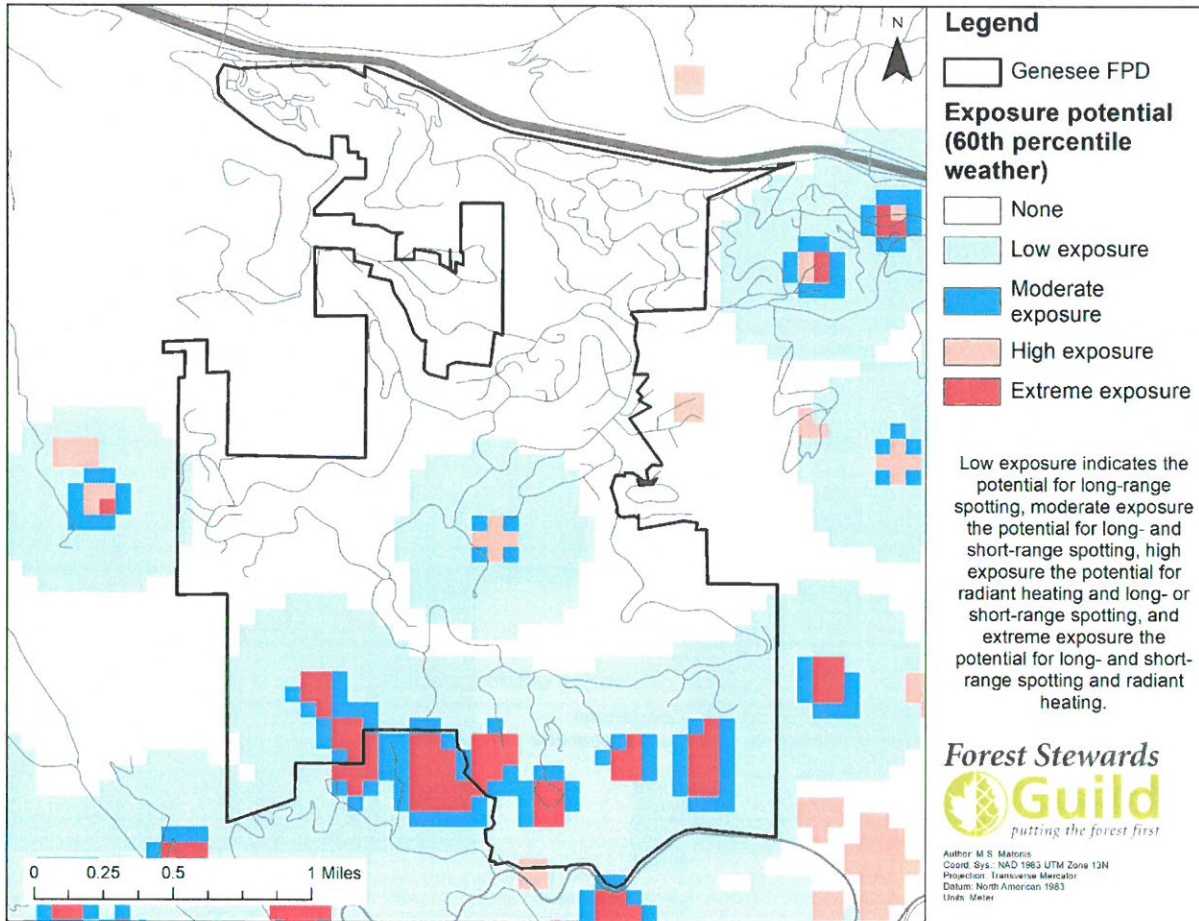 N
0 0.25 0.5 1 Miles
Legend
Genesee FPD
Exposure potential
(60th percentile
weather)
None
Low exposure
Moderate
exposure
High exposure
Extreme exposure
Low exposure indicates the
potential for long-range
spotting, moderate exposure
the potential for long- and
short-range spotting, high
exposure the potential for
radiant heating and long- or
short-range spotting, and
extreme exposure the
potential for long- and short-
range spotting and radiant
heating.
Forest Stewards
Guild
putting the forest first
Author: M.S. Matonis
Coord. Sys.: NAD 1983 UTM Zone 13N
Projection: Transverse Mercator
Datum: North American 1983
Units: Meter